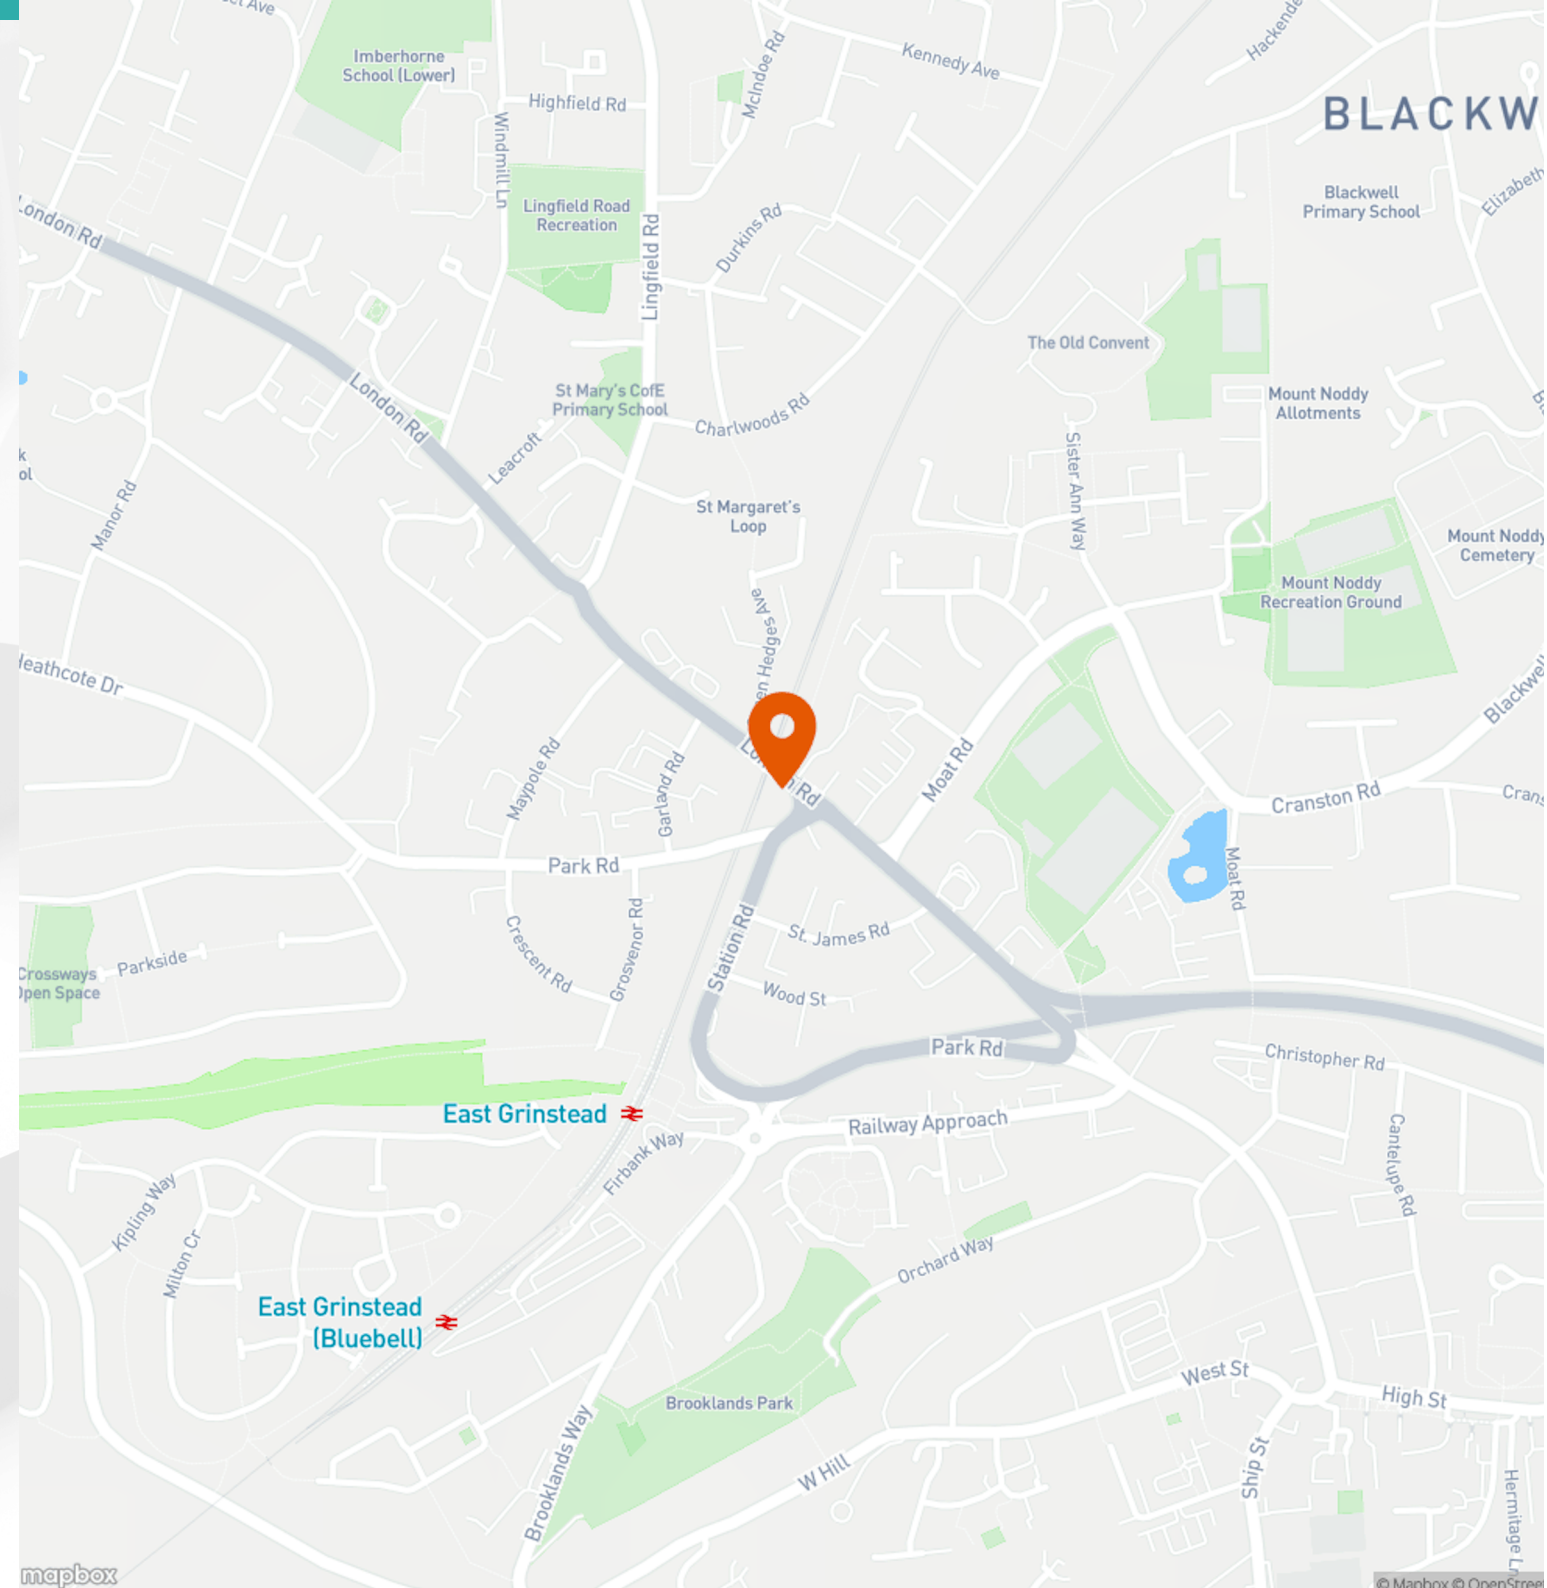 Imberhorne
School (Lower)
Kennedy Ave
McIndoe Rd
Highfield Rd
BLACKW
Windmill Ln
Lingfield Road
Recreation
Blackwell
Primary School
Elizabeth
London Rd
Lingfield Rd
Durkins Rd
The Old Convent
London Rd
St Mary's CofE
Primary School
Mount Noddy
Allotments
Charlwoods Rd
Leacroft
Sister Ann Way
Manor Rd
St Margaret's
Loop
Mount Noddy
Cemetery
Mount Noddy
Recreation Ground
en Hedges Ave
Heathcote Dr
Blackwell
Maypole Rd
Garland Rd
Moat Rd
Cranston Rd
Park Rd
Moat Rd
Crescent Rd
Grosvenor Rd
Station Rd
St. James Rd
Parkside
Crossways
Open Space
Wood St
Park Rd
Christopher Rd
East Grinstead
Railway Approach
Firbank Way
Cantelupe Rd
Kipling Way
Milton Cr
Orchard Way
East Grinstead
(Bluebell)
West St
High St
Brooklands Park
Brooklands Way
W Hill
Ship St
Hermitage Ln
mapbox
© Mapbox © OpenStree